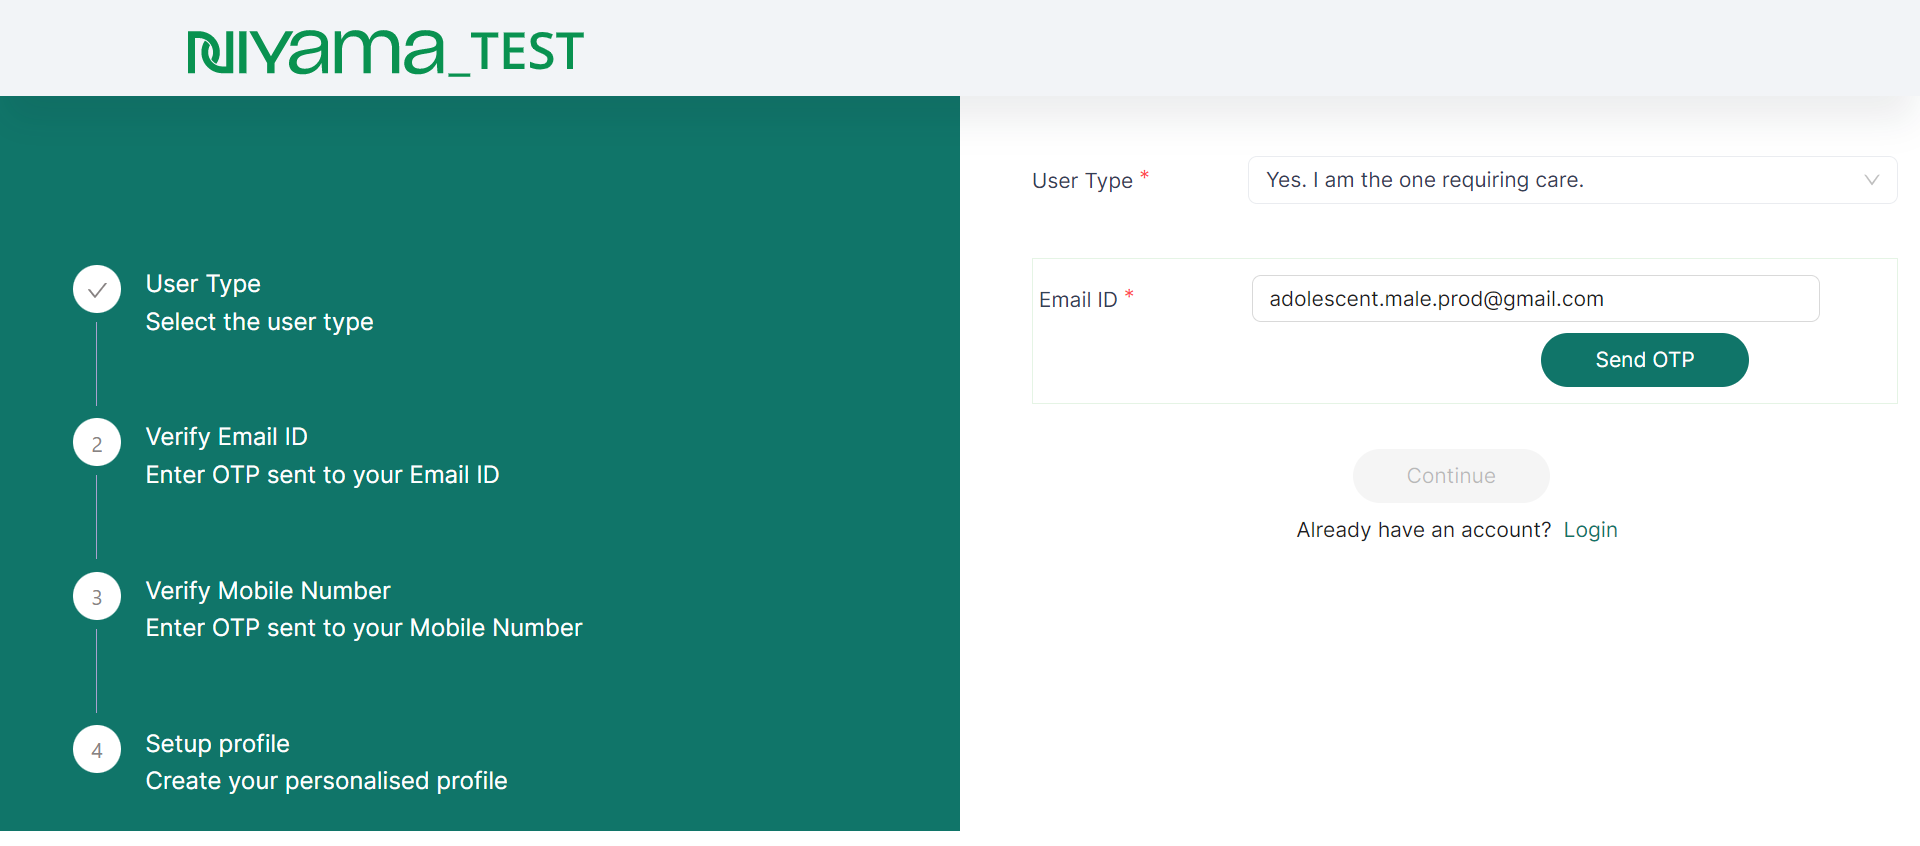 NIYama_TEST
User Type
Select the user type
2
Verify Email ID
Enter OTP sent to your Email ID
3
Verify Mobile Number
Enter OTP sent to your Mobile Number
4
Setup profile
Create your personalised profile
User Type *
Yes. I am the one requiring care.
Email ID *
adolescent.male.prod@gmail.com
Send OTP
Continue
Already have an account? Login